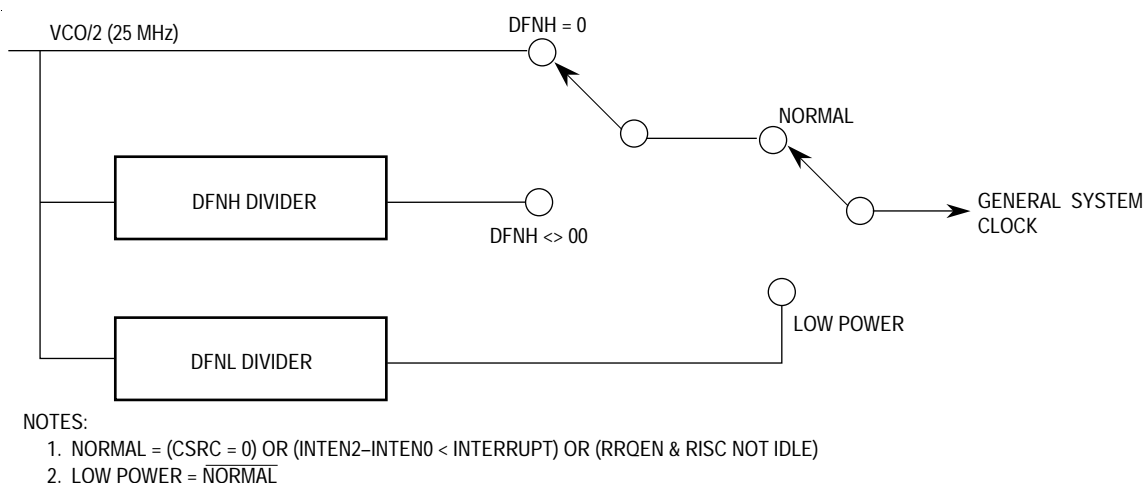 VCO/2 (25 MHz)
DFNH = 0
NORMAL
DFNH DIVIDER
GENERAL SYSTEM
CLOCK
DFNH <> 00
LOW POWER
DFNL DIVIDER
NOTES:
1. NORMAL = (CSRC = 0) OR (INTEN2–INTEN0 < INTERRUPT) OR (RRQEN & RISC NOT IDLE)
2. LOW POWER = N̅O̅R̅M̅A̅L̅